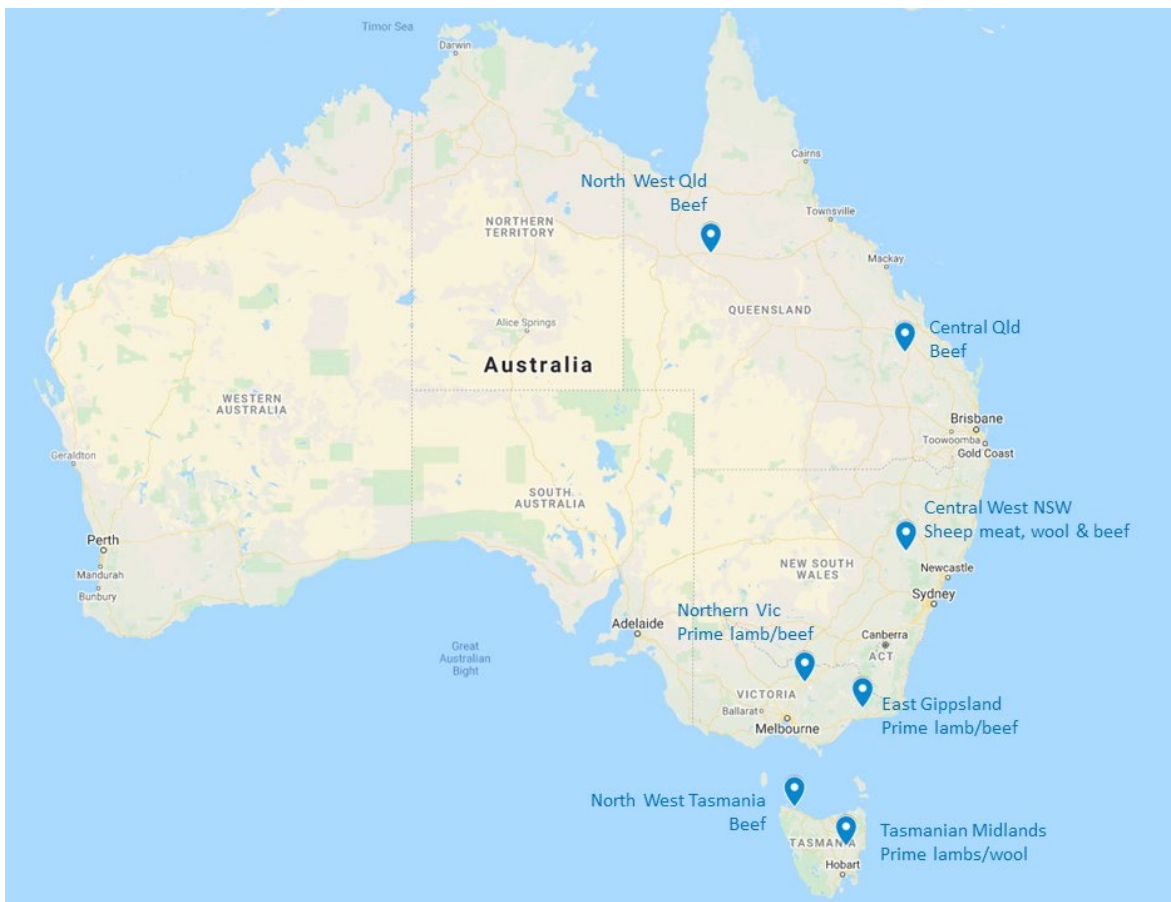 Timor Sea
Darwin
Cairns
North West Qld
Beef
Townsville
NORTHERN
TERRITORY
Mackay
QUEENSLAND
Alice Springs
Central Qld
Beef
Australia
WESTERN
AUSTRALIA
Brisbane
Toowoomba
Gold Coast
Geraldton
SOUTH
AUSTRALIA
Central West NSW
Sheep meat, wool & beef
Perth
Mandurah
Bunbury
NEW SOUTH
WALES
Newcastle
Sydney
Northern Vic
Prime lamb/beef
Adelaide
Canberra
ACT
Great
Australian
Bight
VICTORIA
Ballarat
Melbourne
East Gippsland
Prime lamb/beef
North West Tasmania
Beef
Tasmanian Midlands
Prime lambs/wool
TASMANIA
Hobart